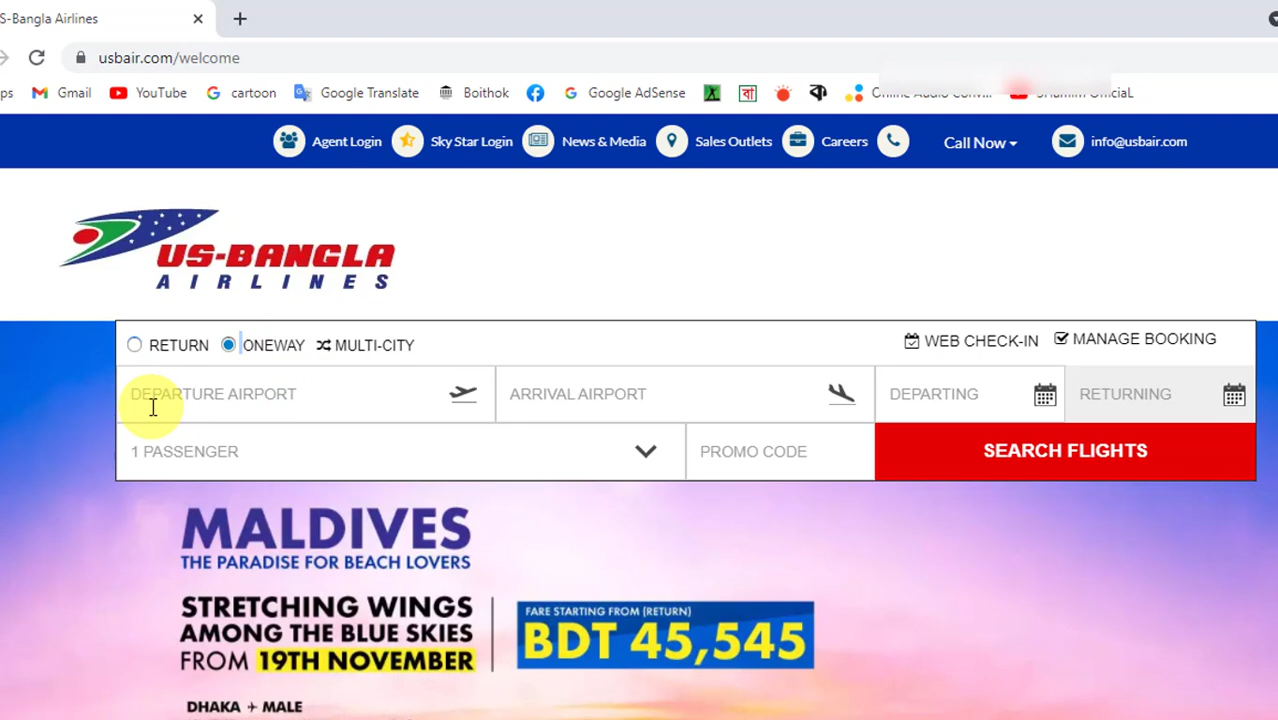 S-Bangla Airlines
usbair.com/welcome
ps Gmail YouTube cartoon Google Translate Boithok Google AdSense বা
Agent Login Sky Star Login News & Media Sales Outlets Careers Call Now info@usbair.com
US-BANGLA
AIRLINES
RETURN ONEWAY MULTI-CITY WEB CHECK-IN MANAGE BOOKING
DEPARTURE AIRPORT ARRIVAL AIRPORT DEPARTING RETURNING
1 PASSENGER PROMO CODE SEARCH FLIGHTS
MALDIVES
THE PARADISE FOR BEACH LOVERS
STRETCHING WINGS
AMONG THE BLUE SKIES
FROM 19TH NOVEMBER
FARE STARTING FROM (RETURN)
BDT 45,545
DHAKA MALE